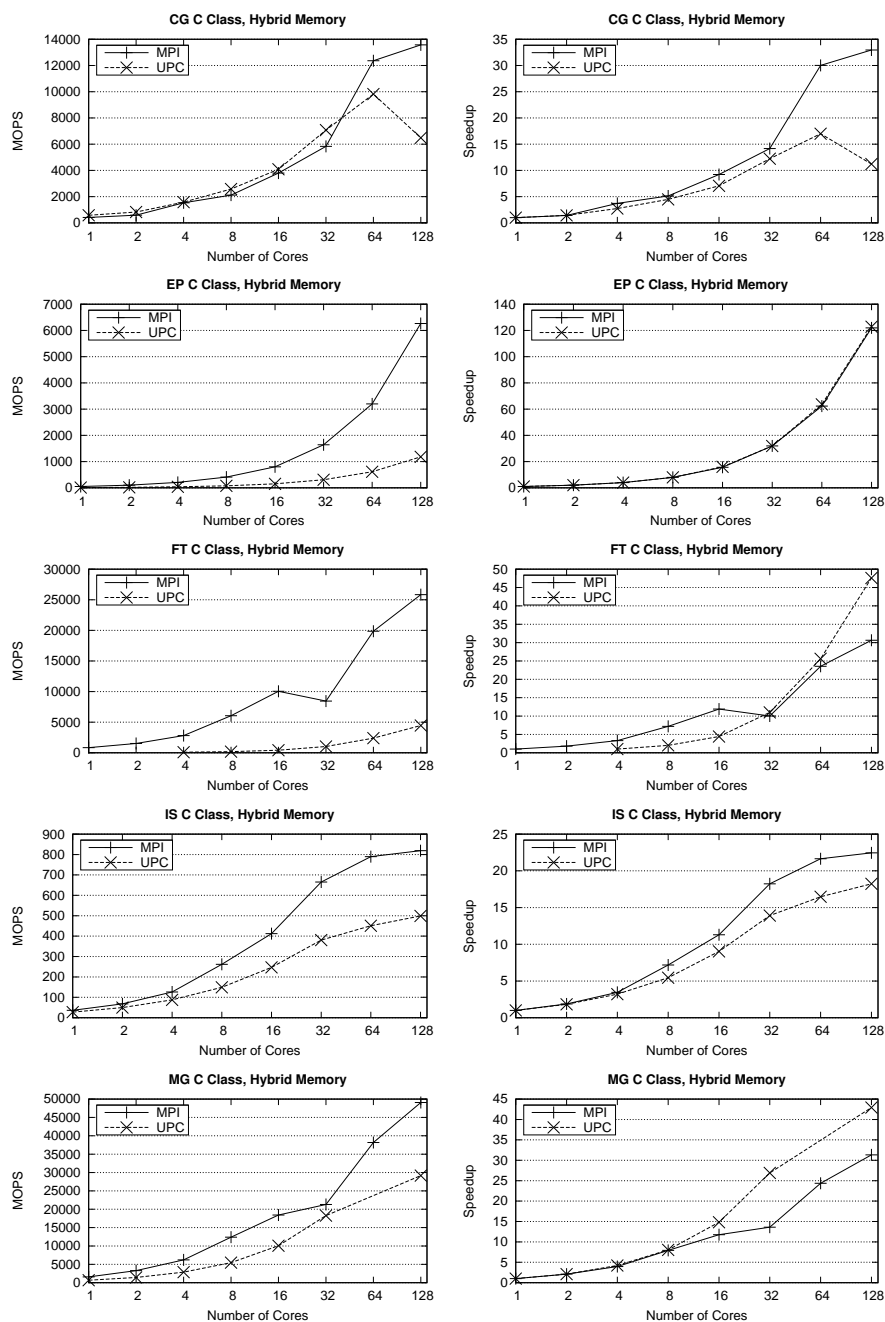 CG C Class, Hybrid Memory
14000
12000
10000
8000
6000
4000
2000
0
MOPS
MPI
UPC
1 2 4 8 16 32 64 128
Number of Cores
CG C Class, Hybrid Memory
35
30
25
20
15
10
5
0
Speedup
MPI
UPC
1 2 4 8 16 32 64 128
Number of Cores
EP C Class, Hybrid Memory
7000
6000
5000
4000
3000
2000
1000
0
MOPS
MPI
UPC
1 2 4 8 16 32 64 128
Number of Cores
EP C Class, Hybrid Memory
140
120
100
80
60
40
20
0
Speedup
MPI
UPC
1 2 4 8 16 32 64 128
Number of Cores
FT C Class, Hybrid Memory
30000
25000
20000
15000
10000
5000
0
MOPS
MPI
UPC
1 2 4 8 16 32 64 128
Number of Cores
FT C Class, Hybrid Memory
50
45
40
35
30
25
20
15
10
5
0
Speedup
MPI
UPC
1 2 4 8 16 32 64 128
Number of Cores
IS C Class, Hybrid Memory
900
800
700
600
500
400
300
200
100
0
MOPS
MPI
UPC
1 2 4 8 16 32 64 128
Number of Cores
IS C Class, Hybrid Memory
25
20
15
10
5
0
Speedup
MPI
UPC
1 2 4 8 16 32 64 128
Number of Cores
MG C Class, Hybrid Memory
50000
45000
40000
35000
30000
25000
20000
15000
10000
5000
0
MOPS
MPI
UPC
1 2 4 8 16 32 64 128
Number of Cores
MG C Class, Hybrid Memory
45
40
35
30
25
20
15
10
5
0
Speedup
MPI
UPC
1 2 4 8 16 32 64 128
Number of Cores